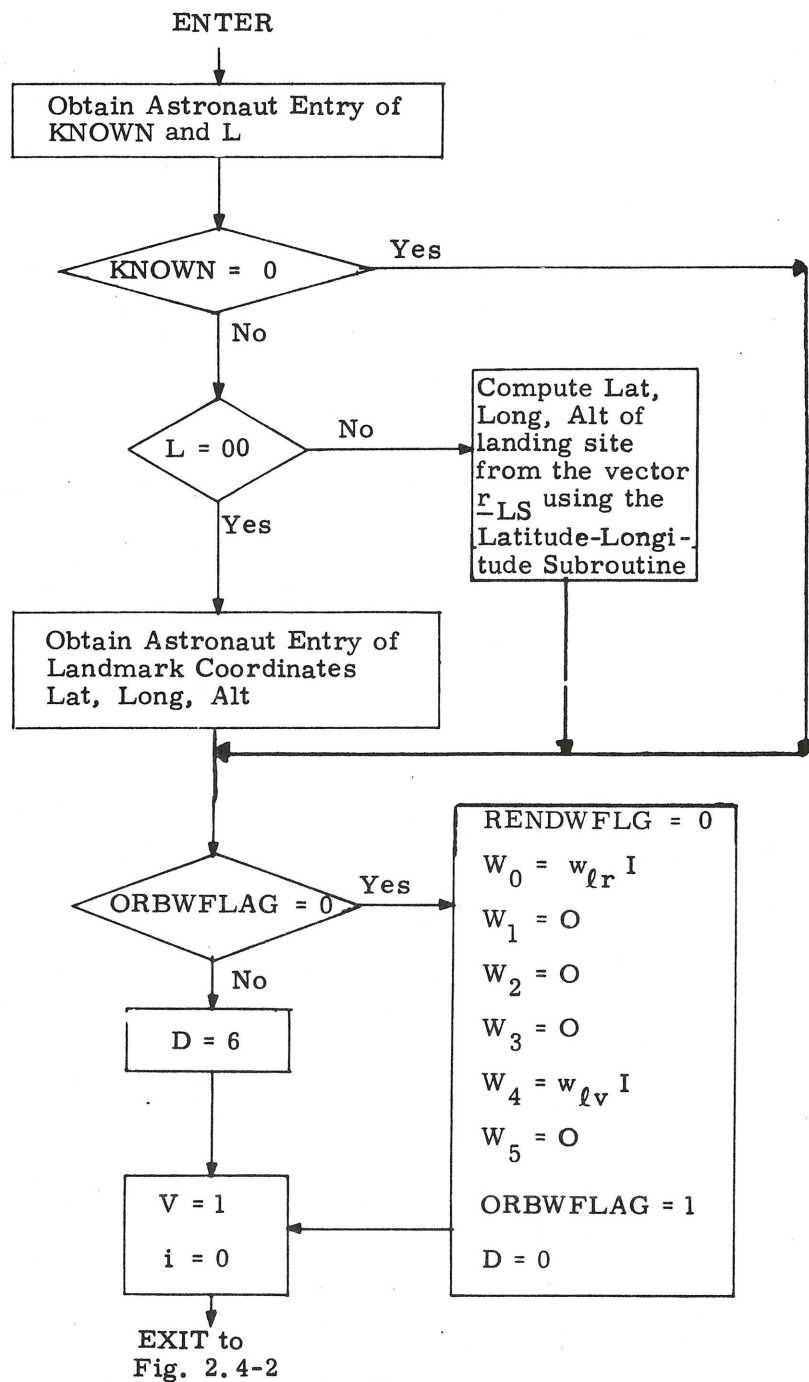 ENTER
Obtain Astronaut Entry of
KNOWN and L
KNOWN = 0
Yes
No
L = 00
No
Yes
Compute Lat,
Long, Alt of
landing site
from the vector
r_LS using the
Latitude-Longi-
tude Subroutine
Obtain Astronaut Entry of
Landmark Coordinates
Lat, Long, Alt
ORBWFLAG = 0
Yes
No
D = 6
RENDWFLG = 0
W_0 = w_ℓr I
W_1 = O
W_2 = O
W_3 = O
W_4 = w_ℓv I
W_5 = O
ORBWFLAG = 1
D = 0
V = 1
i = 0
EXIT to
Fig. 2.4-2